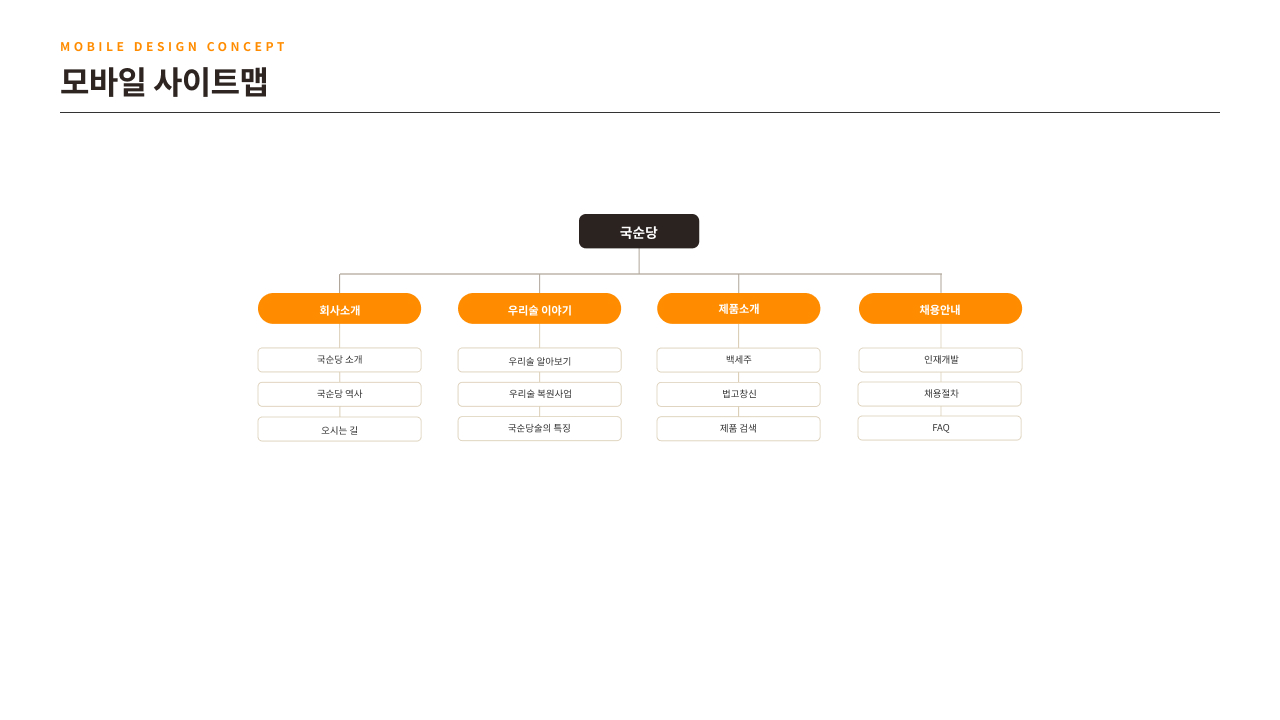 MOBILE DESIGN CONCEPT
모바일 사이트맵
국순당
회사소개
우리술 이야기
제품소개
채용안내
국순당 소개
우리술 알아보기
백세주
인재개발
국순당 역사
우리술 복원사업
법고창신
채용절차
오시는 길
국순당술의 특징
제품 검색
FAQ